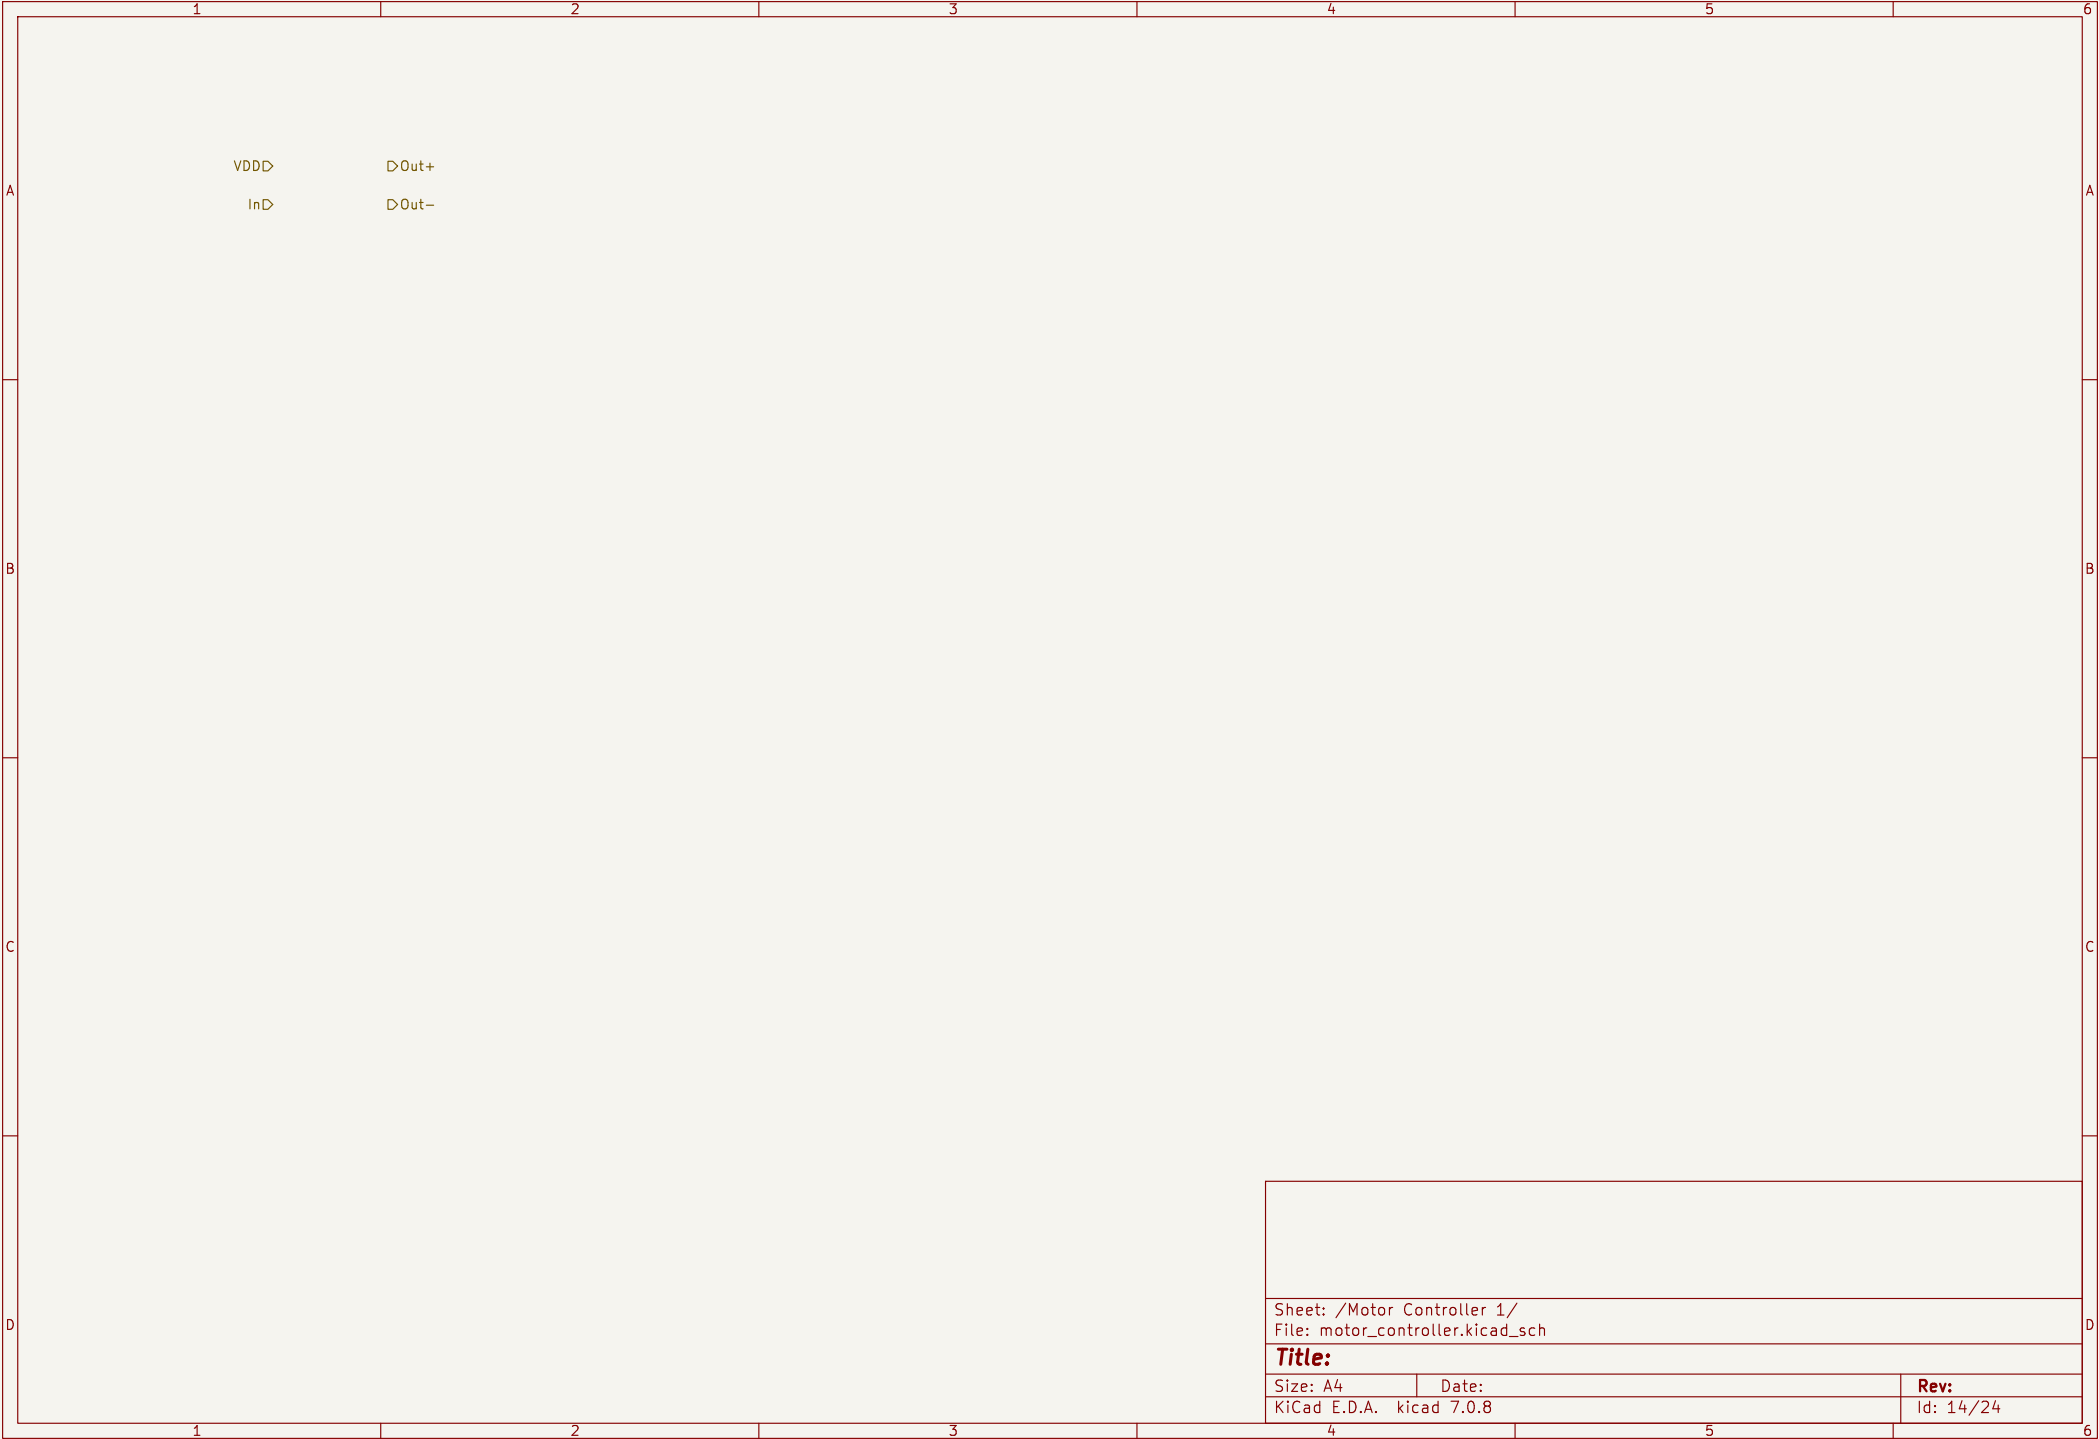 1 2 3 4 5 6
VDD Out+
A A
In Out-
B B
C C
Sheet: /Motor Controller 1/
File: motor_controller.kicad_sch
D D
Title:
Size: A4 Date: Rev:
KiCad E.D.A. kicad 7.0.8 Id: 14/24
1 2 3 4 5 6